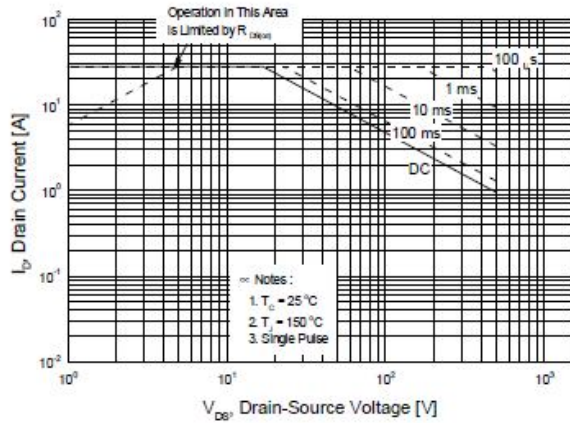 Operation in This Area
is Limited by R DS(on)
10²
10¹
10⁰
10⁻¹
10⁻²
I_D, Drain Current [A]
100 µs
1 ms
10 ms
100 ms
DC
∞ Notes :
1. T_C = 25 °C
2. T_J = 150 °C
3. Single Pulse
10⁰
10¹
10²
10³
V_DS, Drain-Source Voltage [V]